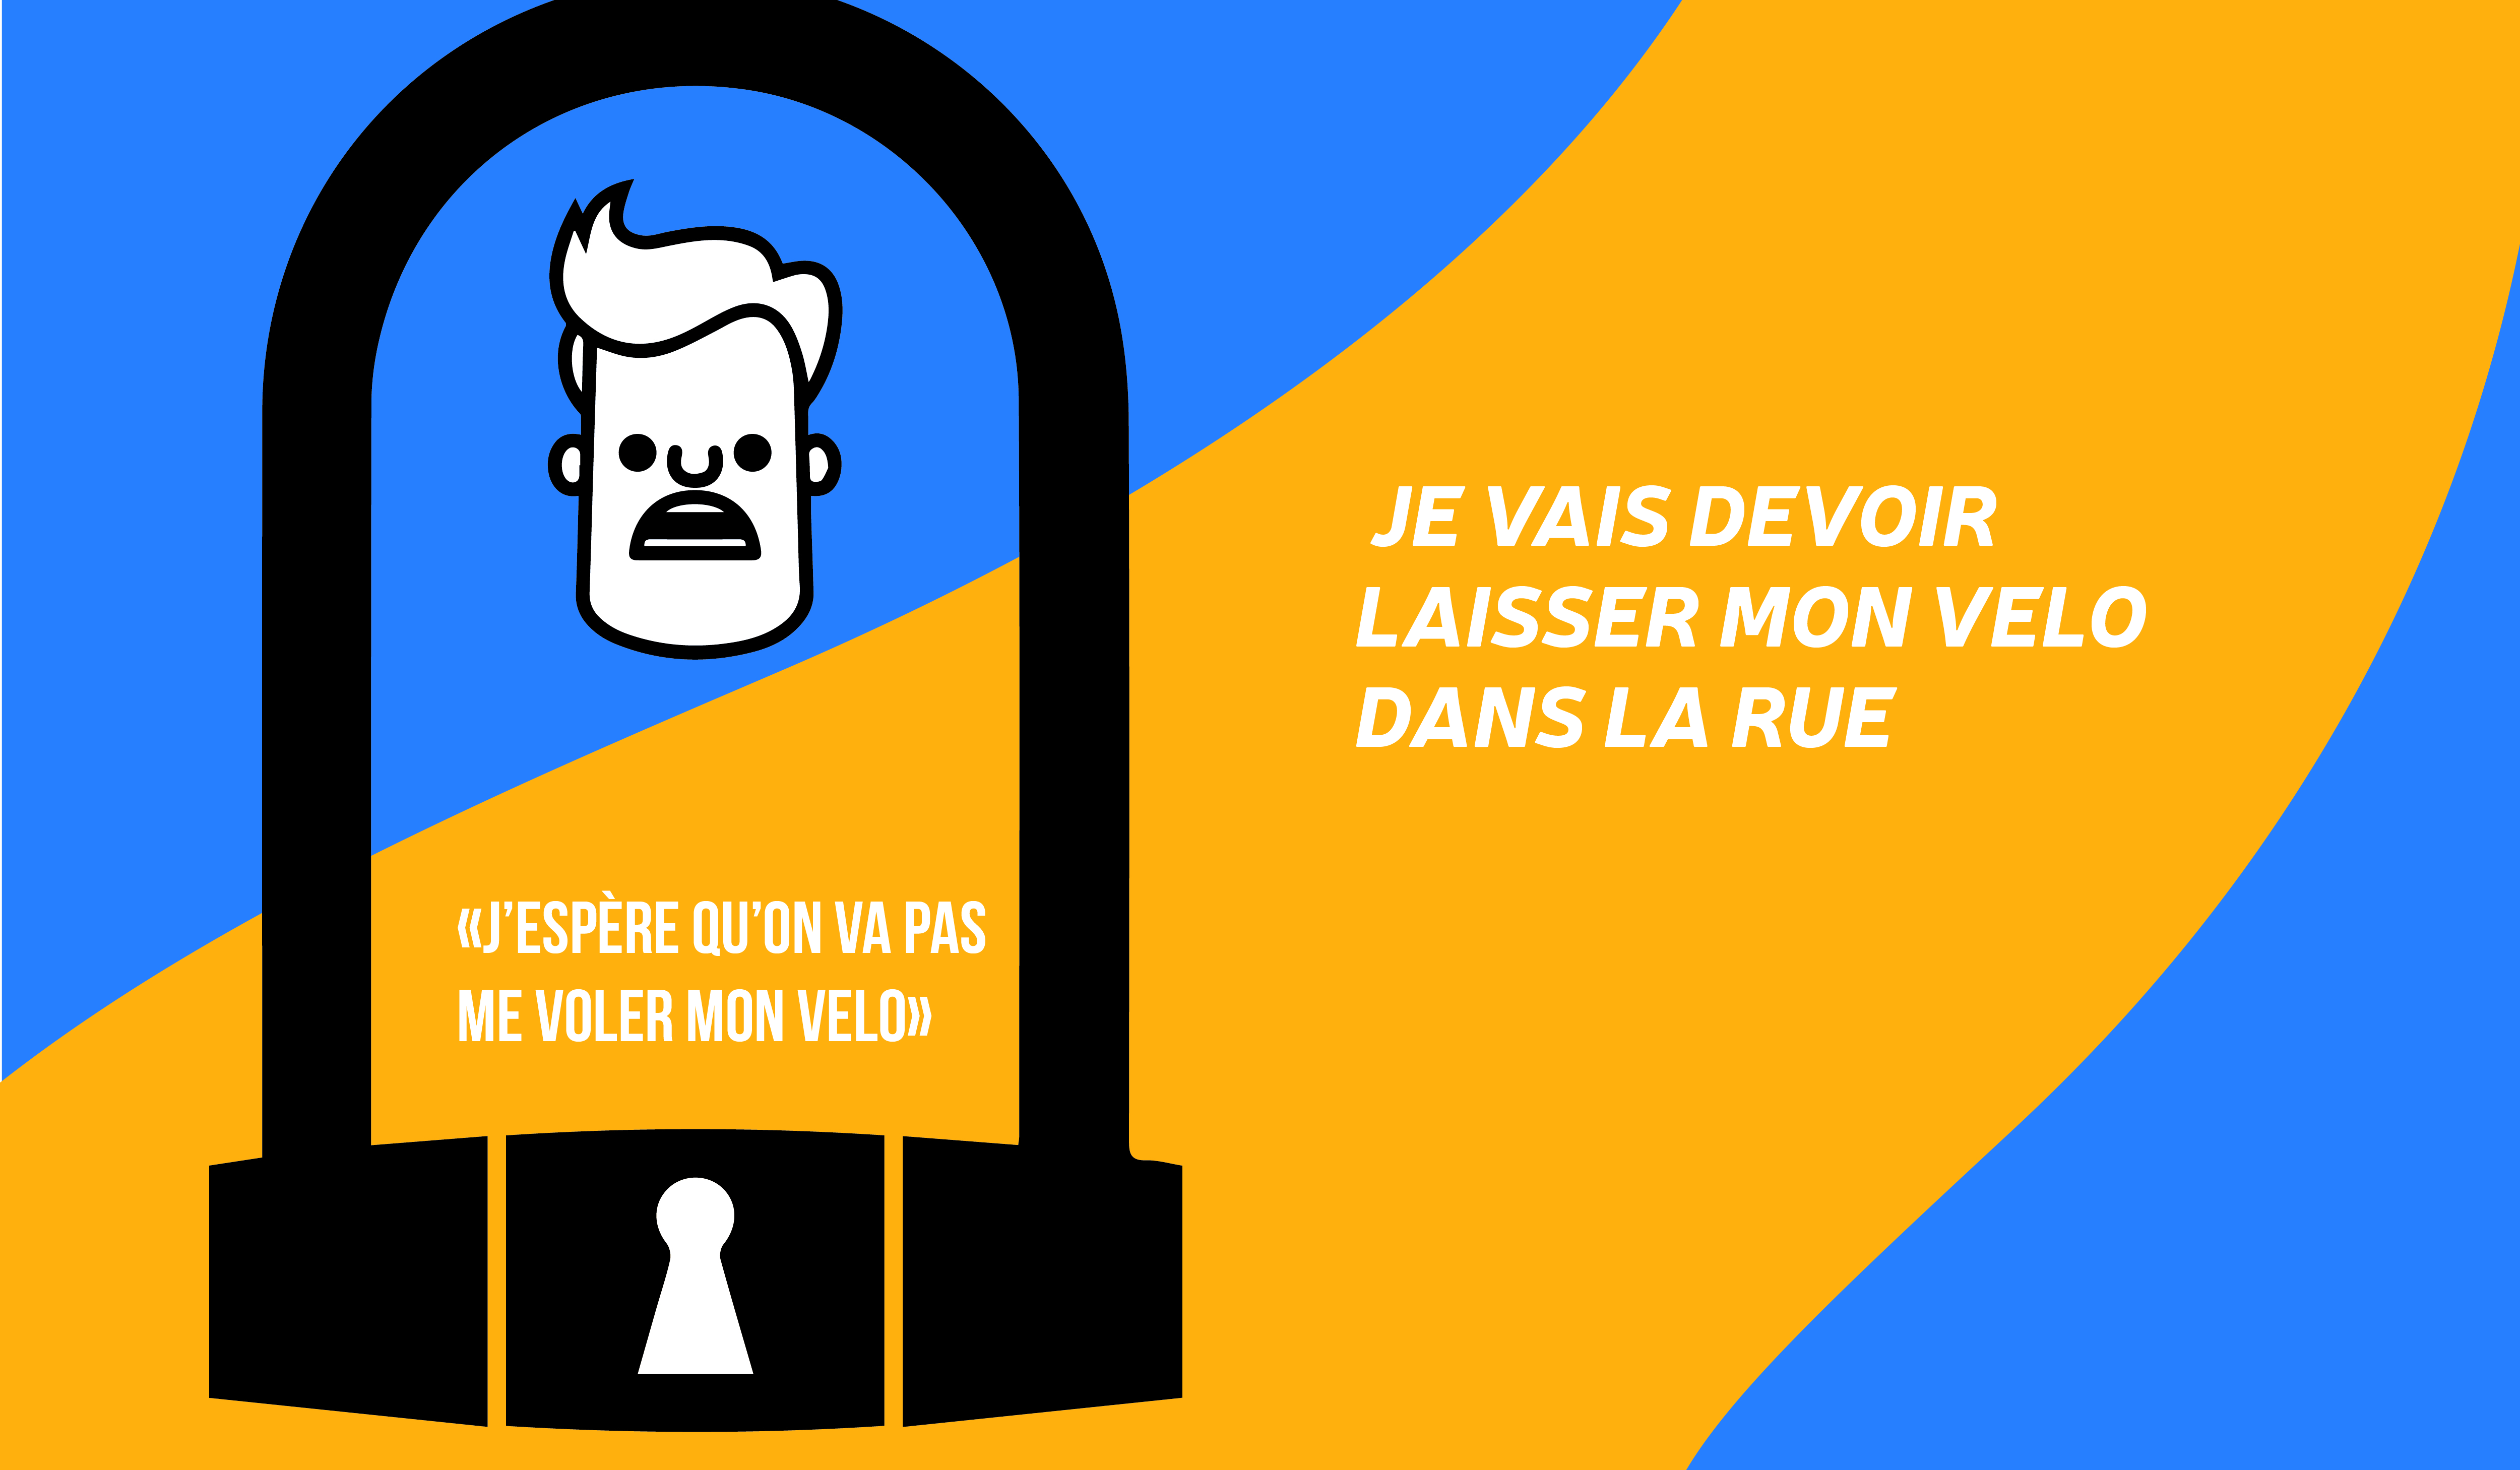 JE VAIS DEVOIR
LAISSER MON VELO
DANS LA RUE
«J'ESPÈRE QU'ON VA PAS
ME VOLER MON VELO»